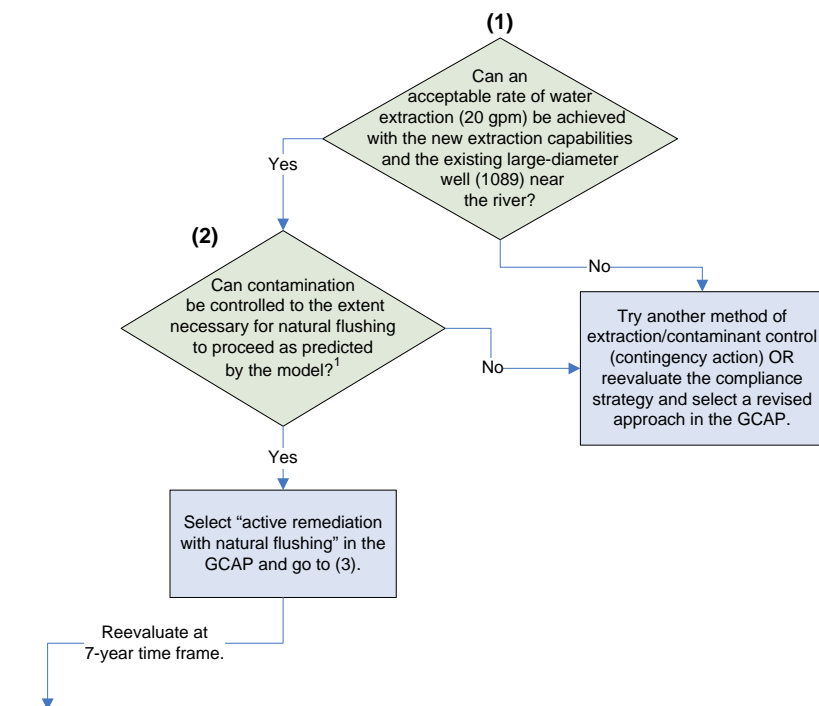 (1)
Can an
acceptable rate of water
extraction (20 gpm) be achieved
with the new extraction capabilities
and the existing large-diameter
well (1089) near
the river?
Yes
No
(2)
Can contamination
be controlled to the extent
necessary for natural flushing
to proceed as predicted
by the model?¹
No
Try another method of
extraction/contaminant control
(contingency action) OR
reevaluate the compliance
strategy and select a revised
approach in the GCAP.
Yes
Select “active remediation
with natural flushing” in the
GCAP and go to (3).
Reevaluate at
7-year time frame.